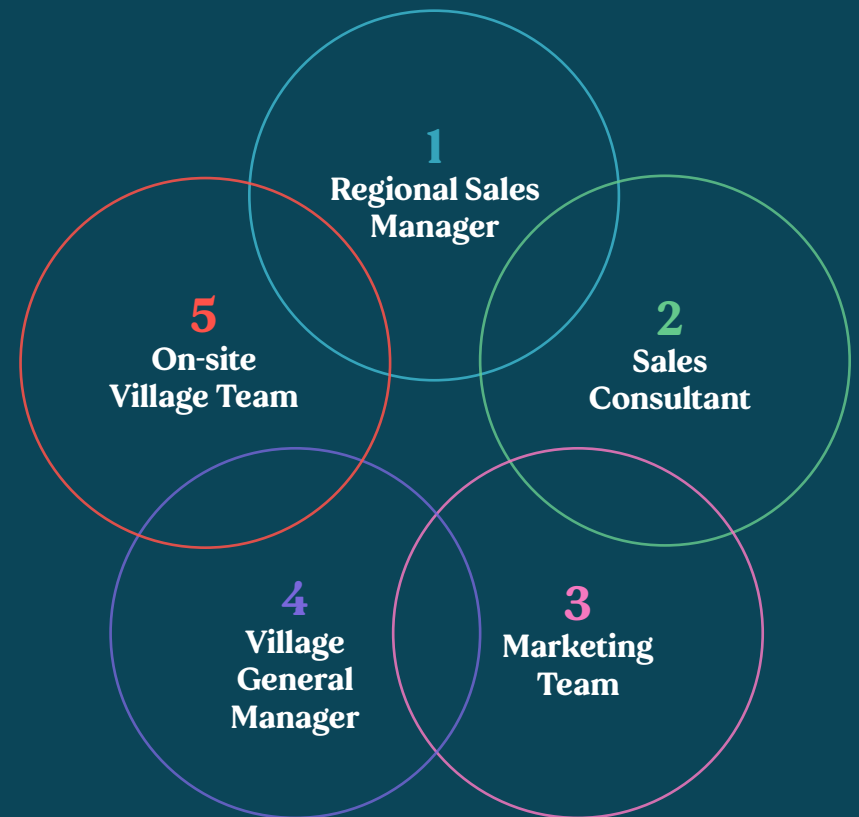 1
Regional Sales
Manager
2
Sales
Consultant
3
Marketing
Team
4
Village
General
Manager
5
On-site
Village Team